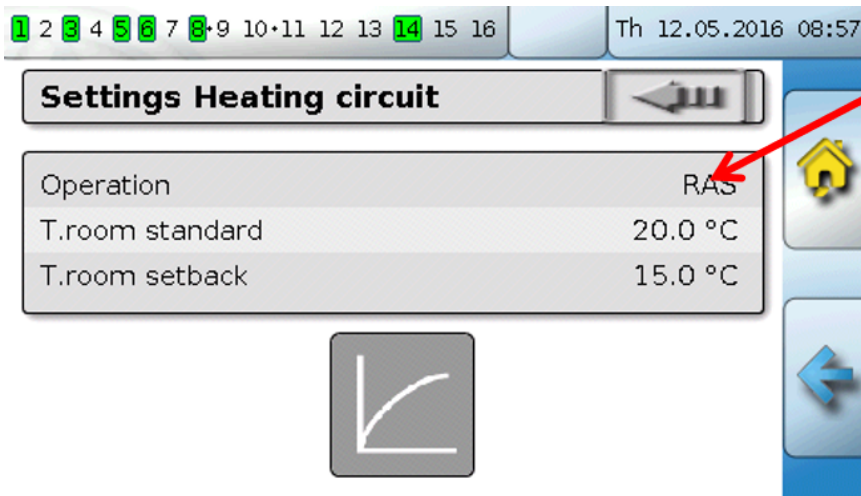 1 2 3 4 5 6 7 8·9 10·11 12 13 14 15 16 Th 12.05.2016 08:57
Settings Heating circuit
Operation RAS
T.room standard 20.0 °C
T.room setback 15.0 °C